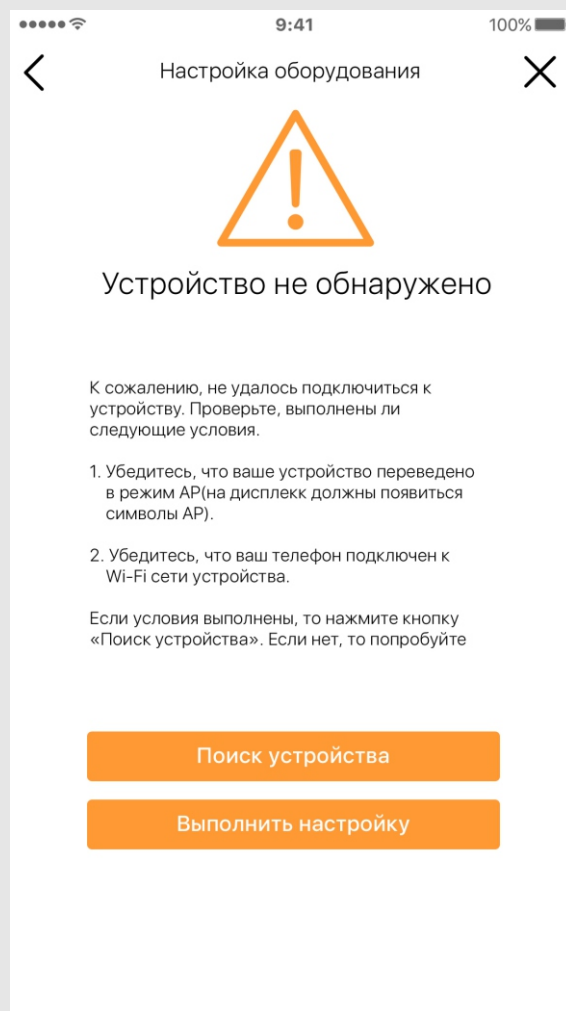 9:41
100%
Настройка оборудования
Устройство не обнаружено
К сожалению, не удалось подключиться к
устройству. Проверьте, выполнены ли
следующие условия.
1. Убедитесь, что ваше устройство переведено
в режим AP(на дисплекк должны появиться
символы AP).
2. Убедитесь, что ваш телефон подключен к
Wi-Fi сети устройства.
Если условия выполнены, то нажмите кнопку
«Поиск устройства». Если нет, то попробуйте
Поиск устройства
Выполнить настройку